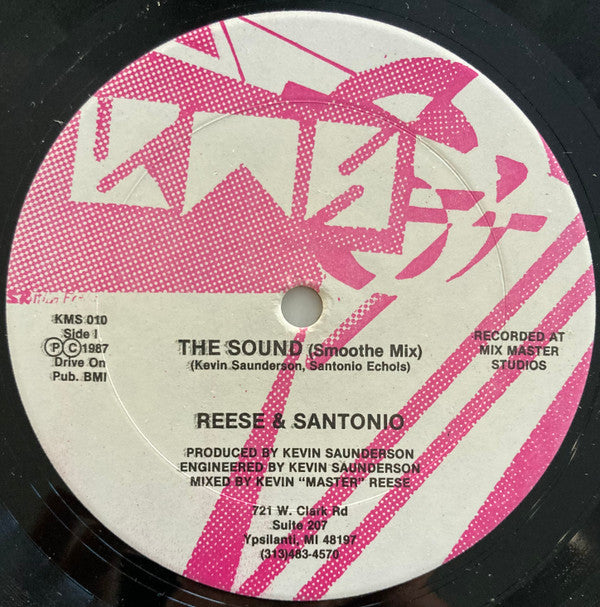 KMS
KMS 010
Side I
Ⓟ©1987
Drive On
Pub. BMI
THE SOUND (Smoothe Mix)
(Kevin Saunderson, Santonio Echols)
RECORDED AT
MIX MASTER
STUDIOS
REESE & SANTONIO
PRODUCED BY KEVIN SAUNDERSON
ENGINEERED BY KEVIN SAUNDERSON
MIXED BY KEVIN "MASTER" REESE
721 W. Clark Rd
Suite 207
Ypsilanti, MI 48197
(313)483-4570